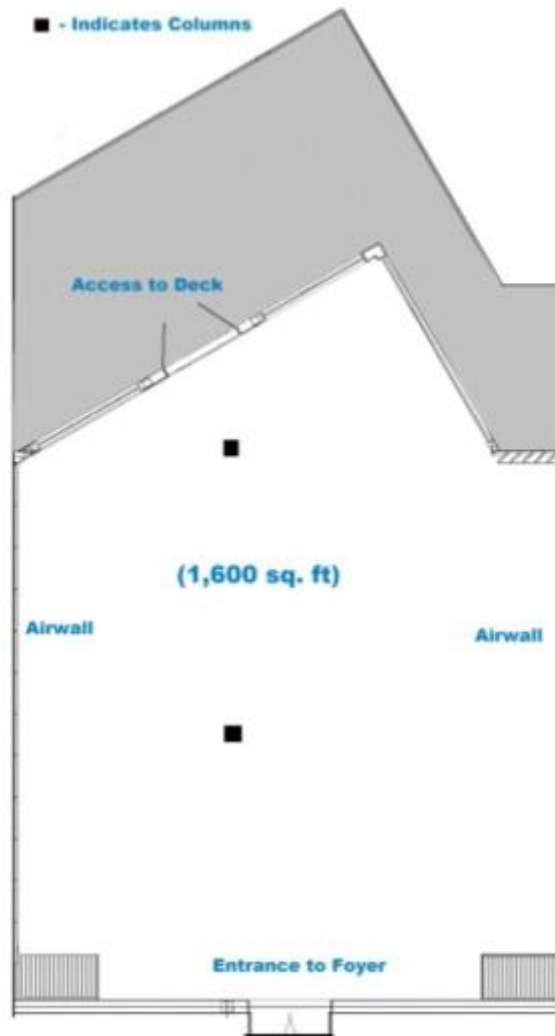 - Indicates Columns
Access to Deck
(1,600 sq. ft)
Airwall
Airwall
Entrance to Foyer